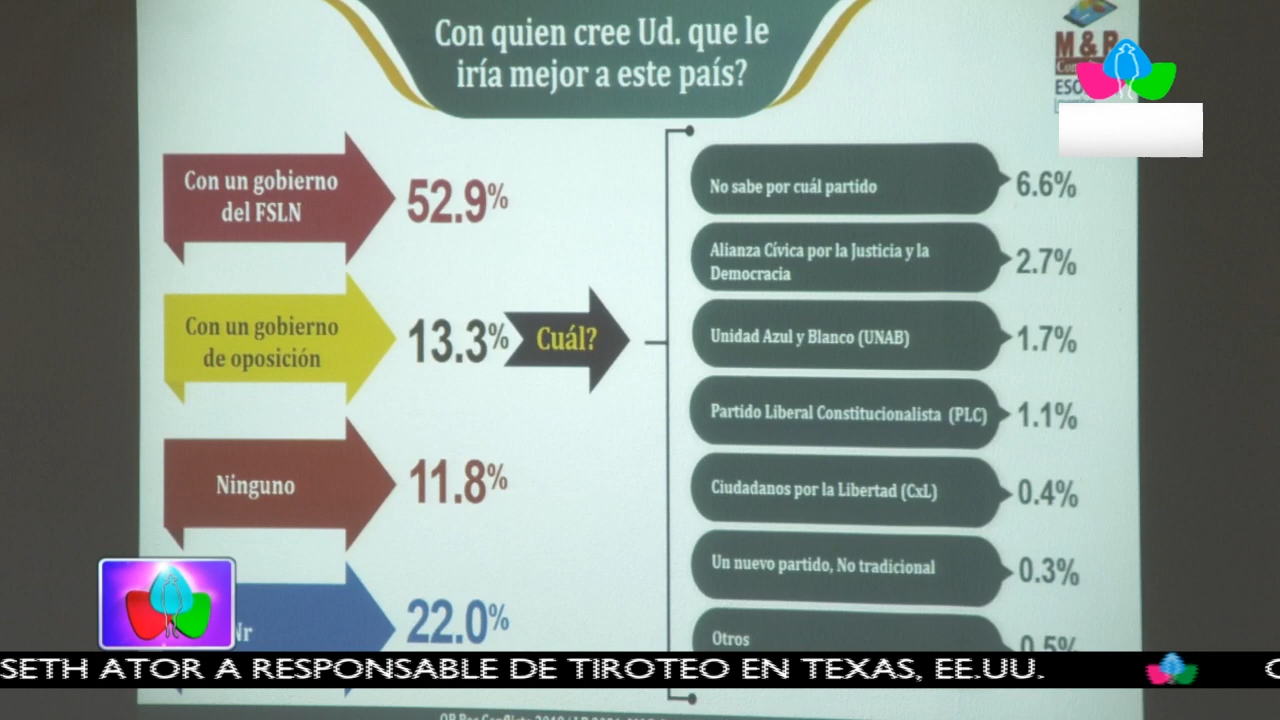 Con quien cree Ud. que le
iría mejor a este país?
M & R
ESO
Con un gobierno
del FSLN
52.9%
Con un gobierno
de oposición
13.3%
Cuál?
Ninguno
11.8%
Nr
22.0%
No sabe por cuál partido
6.6%
Alianza Cívica por la Justicia y la
Democracia
2.7%
Unidad Azul y Blanco (UNAB)
1.7%
Partido Liberal Constitucionalista (PLC)
1.1%
Ciudadanos por la Libertad (CxL)
0.4%
Un nuevo partido, No tradicional
0.3%
Otros
0.5%
SETH ATOR A RESPONSABLE DE TIROTEO EN TEXAS, EE.UU.